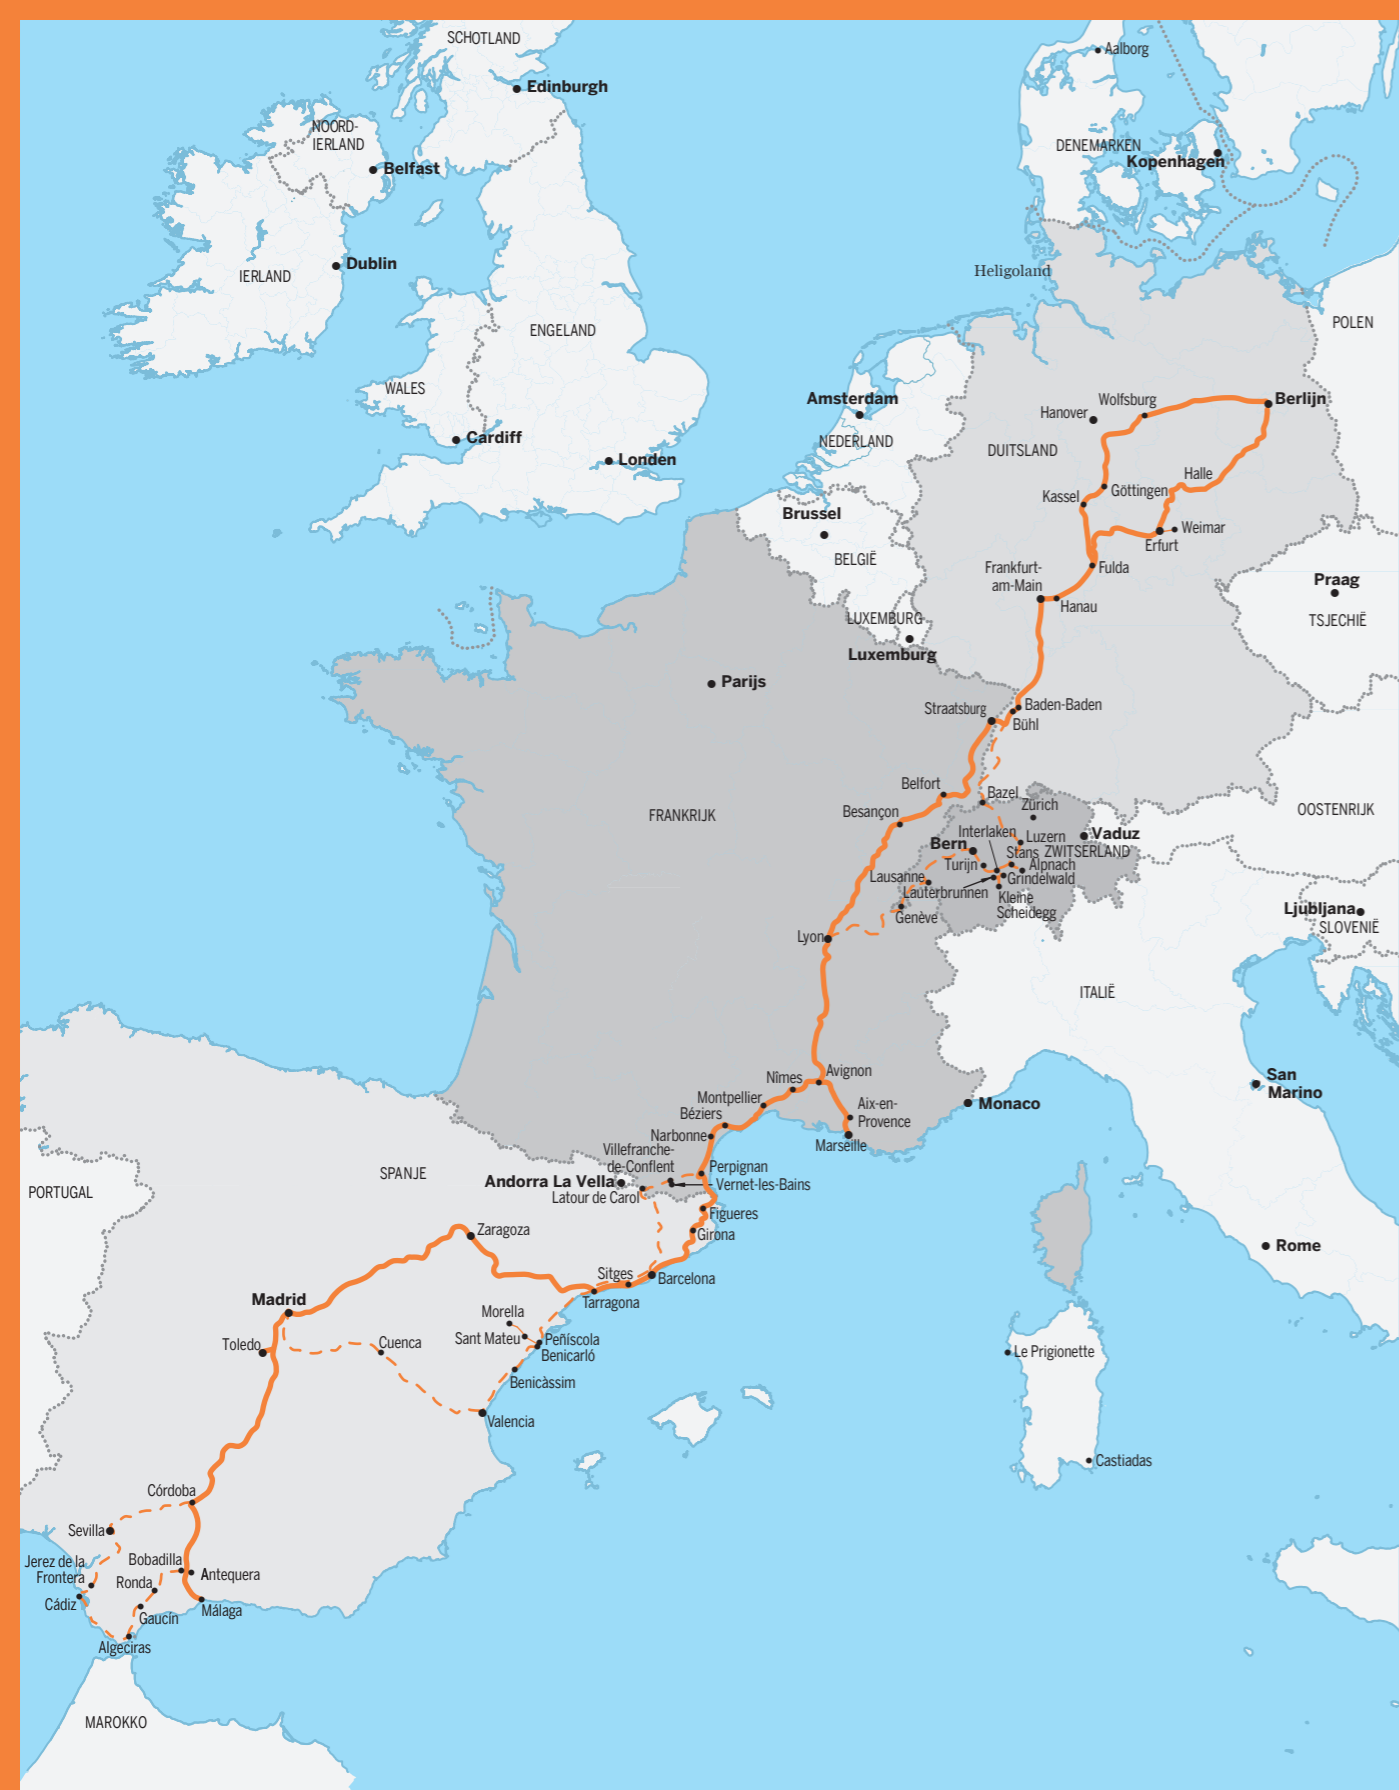 SCHOTLAND
Edinburgh
Aalborg
NOORD-
IERLAND
Belfast
DENEMARKEN
Kopenhagen
Dublin
IERLAND
Heligoland
ENGELAND
POLEN
WALES
Amsterdam
Hanover
Wolfsburg
Berlijn
Cardiff
Londen
NEDERLAND
DUITSLAND
Halle
Kassel
Göttingen
Brussel
Weimar
Erfurt
BELGIË
Frankfurt-
am-Main
Fulda
Hanau
Praag
TSJECHIË
LUXEMBURG
Luxemburg
Parijs
Straatsburg
Baden-Baden
Bühl
Belfort
Bazel
Zürich
FRANKRIJK
Besançon
OOSTENRIJK
Interlaken
Luzern
Vaduz
Bern
Stans
ZWITSERLAND
Turijn
Alpnach
Lausanne
Grindelwald
Lauterbrunnen
Kleine
Scheidegg
Genève
Ljubljana
SLOVENIË
Lyon
ITALIË
Avignon
Nîmes
San
Marino
Montpellier
Aix-en-
Provence
Monaco
Béziers
Narbonne
Marseille
Villefranche-
de-Conflent
Perpignan
SPANJE
Andorra La Vella
Vernet-les-Bains
PORTUGAL
Latour de Carol
Figueres
Zaragoza
Girona
Rome
Sitges
Barcelona
Madrid
Tarragona
Morella
Toledo
Cuenca
Sant Mateu
Peñíscola
Benicarló
Le Prigionette
Benicàssim
Valencia
Castiadas
Córdoba
Sevilla
Jerez de la
Frontera
Bobadilla
Antequera
Ronda
Cádiz
Gaucín
Málaga
Algeciras
MAROKKO